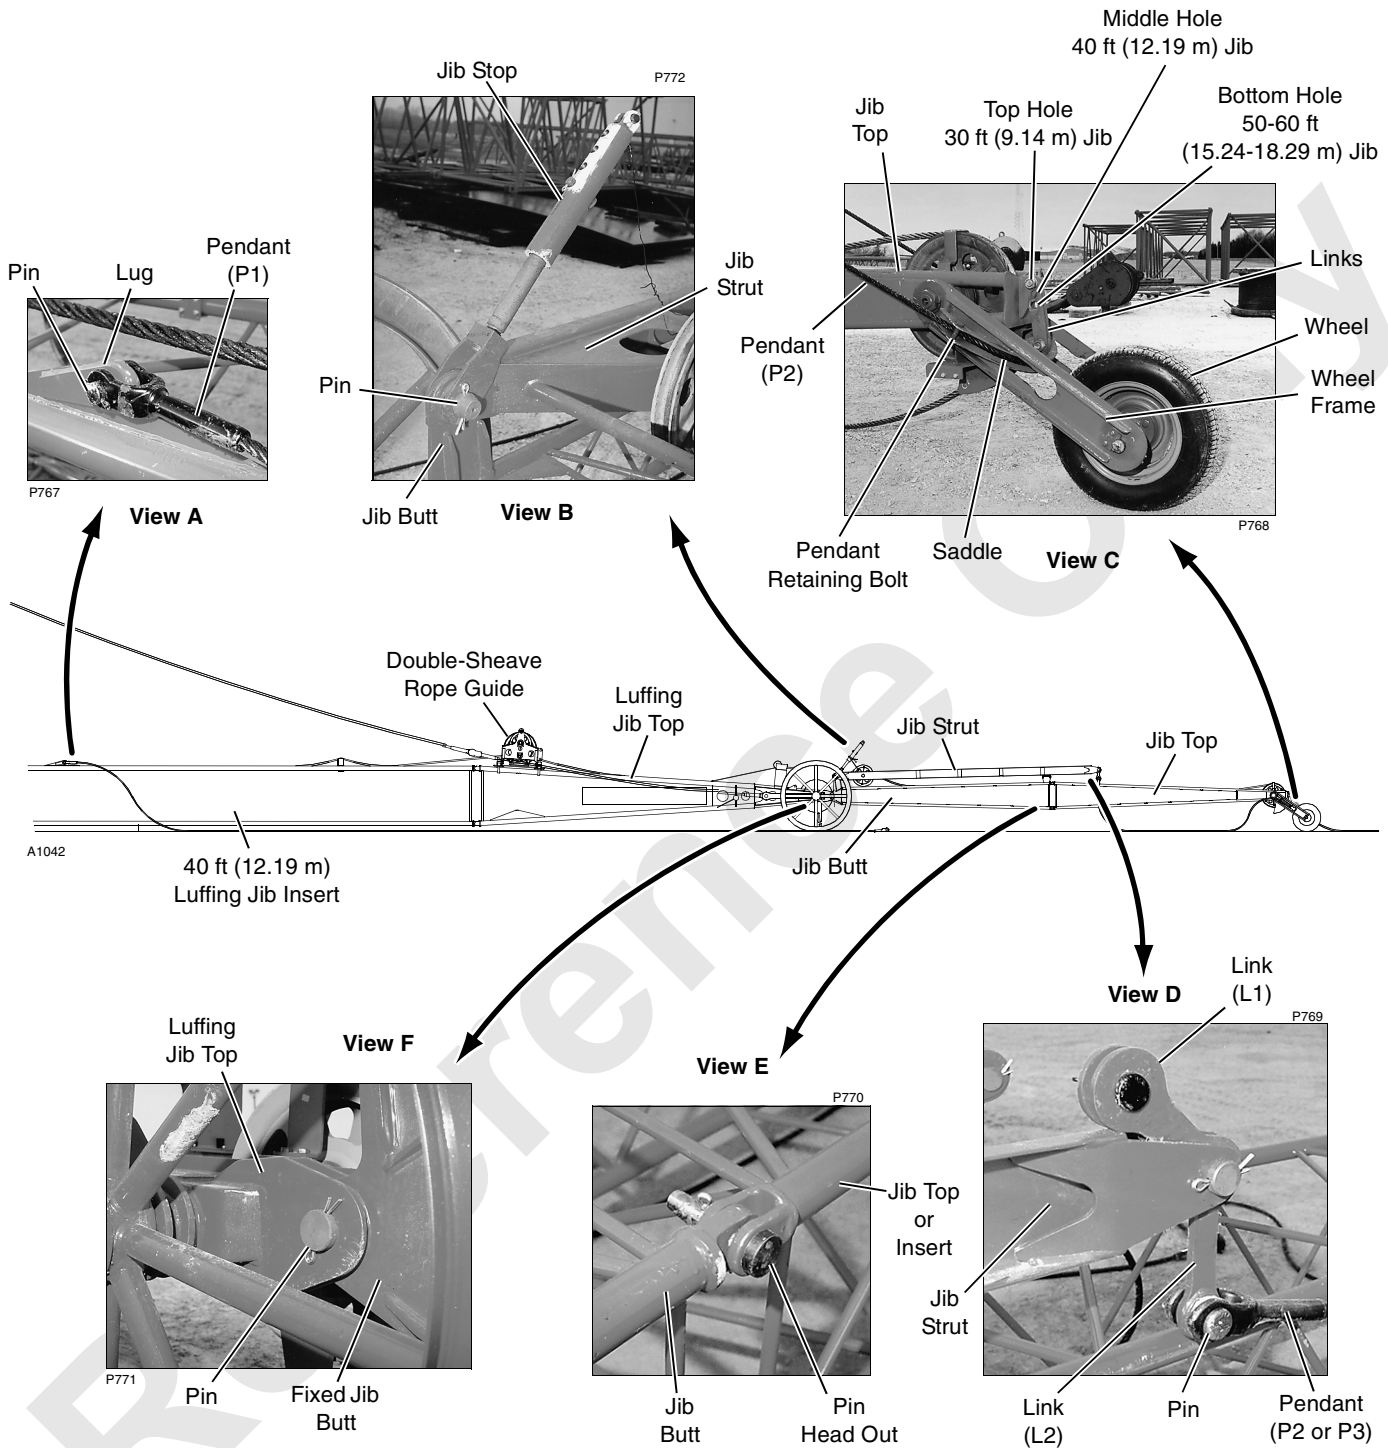 Middle Hole
40 ft (12.19 m) Jib
Jib Stop
P772
Bottom Hole
50-60 ft
(15.24-18.29 m) Jib
Jib
Top
Top Hole
30 ft (9.14 m) Jib
Pendant
(P1)
Pin
Lug
Jib
Strut
Links
Wheel
Pendant
(P2)
Pin
Wheel
Frame
P767
View A
Jib Butt
View B
P768
Pendant
Retaining Bolt
Saddle
View C
Double-Sheave
Rope Guide
Luffing
Jib Top
Jib Strut
Jib Top
A1042
40 ft (12.19 m)
Luffing Jib Insert
Jib Butt
Link
(L1)
View D
P769
Luffing
Jib Top
View F
View E
P770
Jib Top
or
Insert
Jib
Strut
P771
Pin
Fixed Jib
Butt
Jib
Butt
Pin
Head Out
Link
(L2)
Pin
Pendant
(P2 or P3)